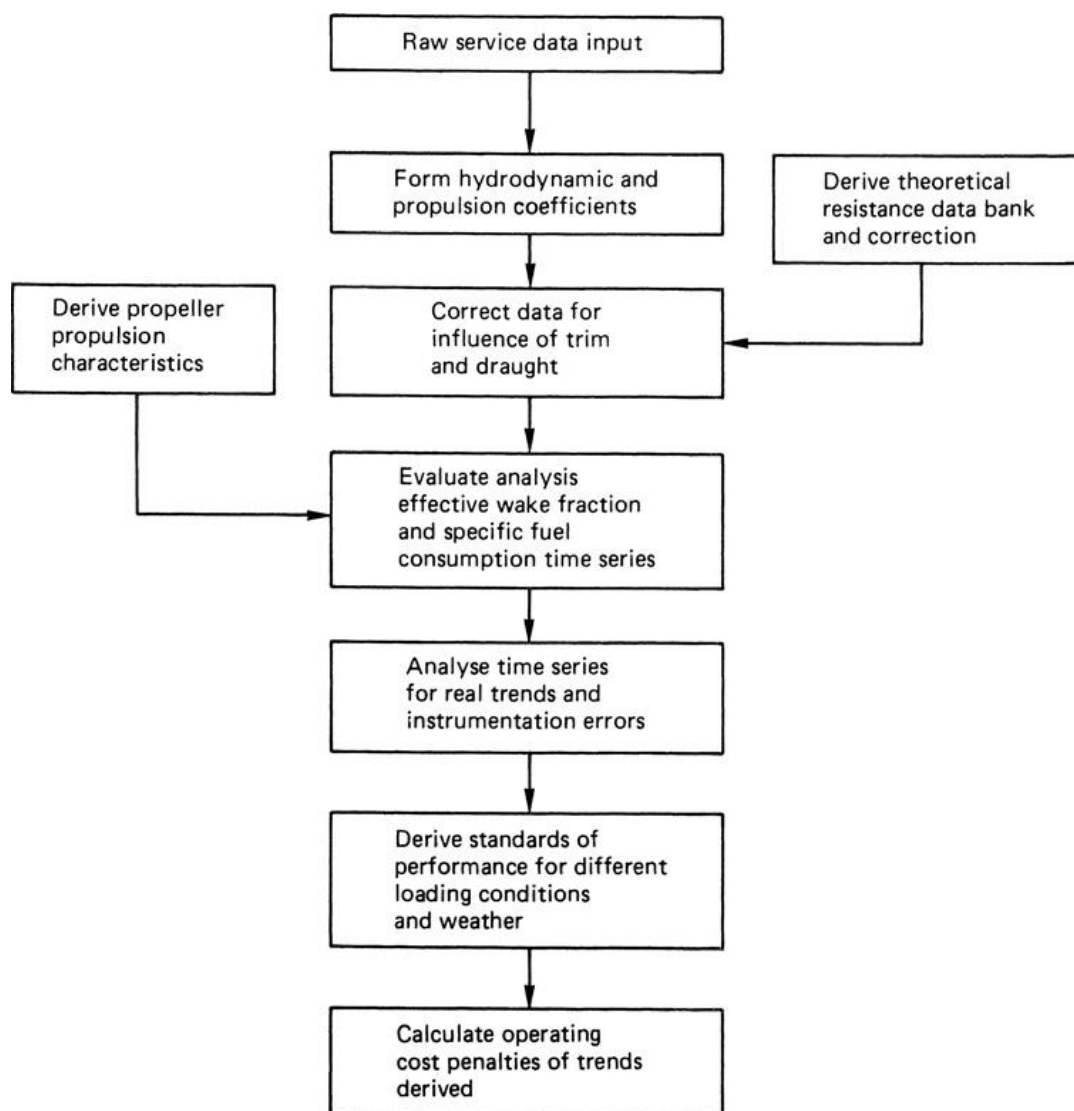 Raw service data input
Form hydrodynamic and
propulsion coefficients
Derive theoretical
resistance data bank
and correction
Derive propeller
propulsion
characteristics
Correct data for
influence of trim
and draught
Evaluate analysis
effective wake fraction
and specific fuel
consumption time series
Analyse time series
for real trends and
instrumentation errors
Derive standards of
performance for different
loading conditions
and weather
Calculate operating
cost penalties of trends
derived